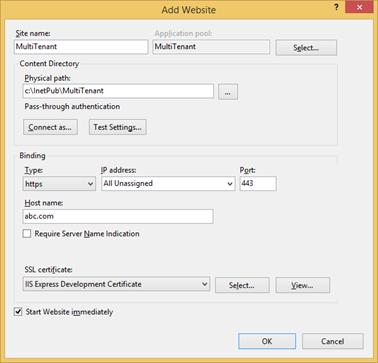 Add Website
?
Site name:
Application pool:
MultiTenant
MultiTenant
Select...
Content Directory
Physical path:
c:\InetPub\MultiTenant
...
Pass-through authentication
Connect as...
Test Settings...
Binding
Type:
IP address:
Port:
https
All Unassigned
443
Host name:
abc.com
Require Server Name Indication
SSL certificate:
IIS Express Development Certificate
Select...
View...
Start Website immediately
OK
Cancel